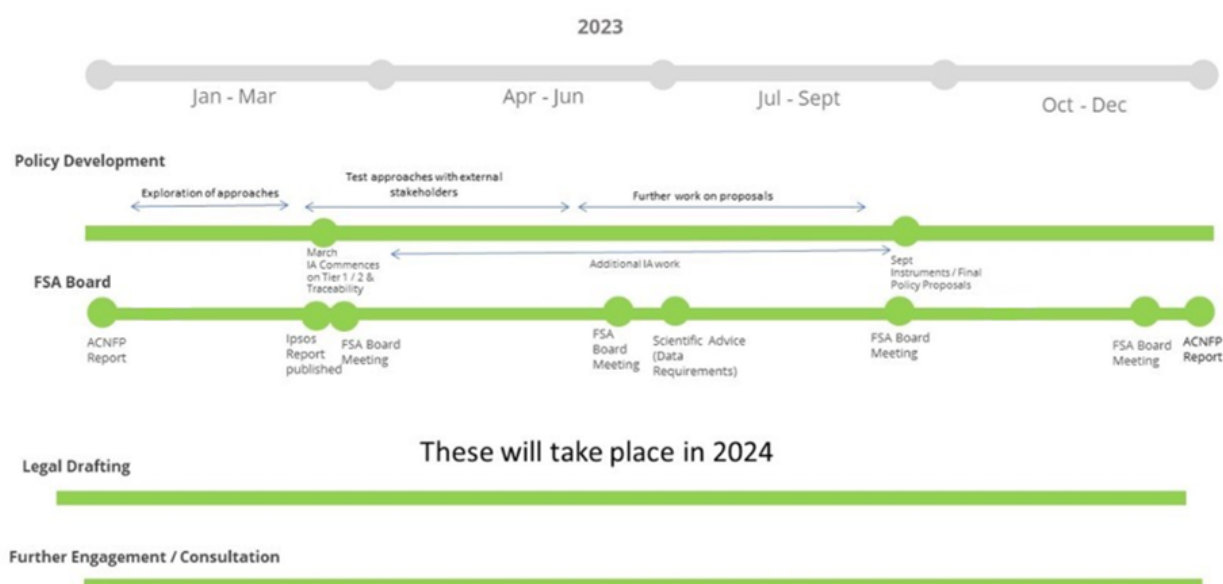 2023
Jan - Mar
Apr - Jun
Jul - Sept
Oct - Dec
Policy Development
Exploration of approaches
Test approaches with external
stakeholders
Further work on proposals
March
IA Commences
on Tier 1 / 2 &
Traceability
Additional IA work
Sept
Instruments / Final
Policy Proposals
FSA Board
ACNFP
Report
Ipsos
Report
published
FSA Board
Meeting
FSA
Board
Meeting
Scientific Advice
(Data
Requirements)
FSA Board
Meeting
FSA Board
Meeting
ACNFP
Report
These will take place in 2024
Legal Drafting
Further Engagement / Consultation